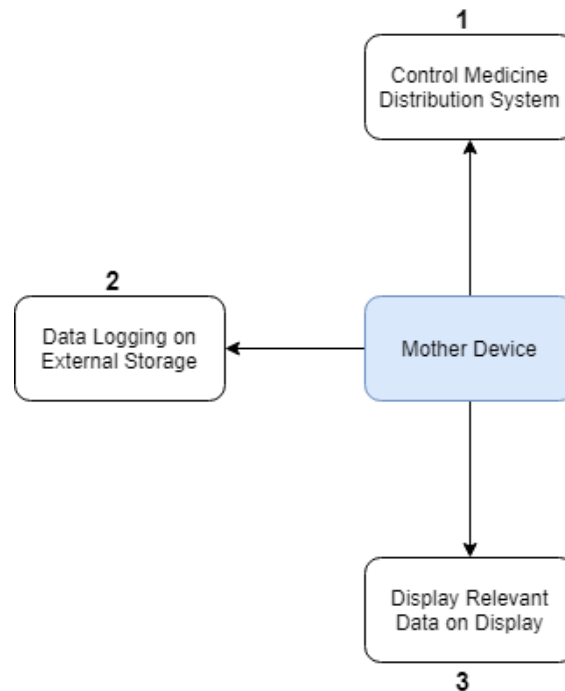 1
Control Medicine
Distribution System
2
Data Logging on
External Storage
Mother Device
Display Relevant
Data on Display
3